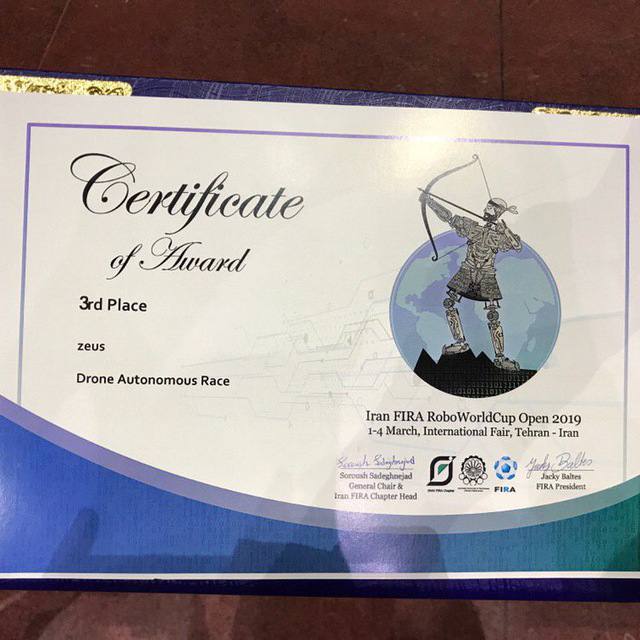 Certificate
of Award
3rd Place
zeus
Drone Autonomous Race
Iran FIRA RoboWorldCup Open 2019
1-4 March, International Fair, Tehran - Iran
Soroush Sadeghnejad
Soroush Sadeghnejad
General Chair &
Iran FIRA Chapter Head
FIRA
Jacky Baltes
Jacky Baltes
FIRA President